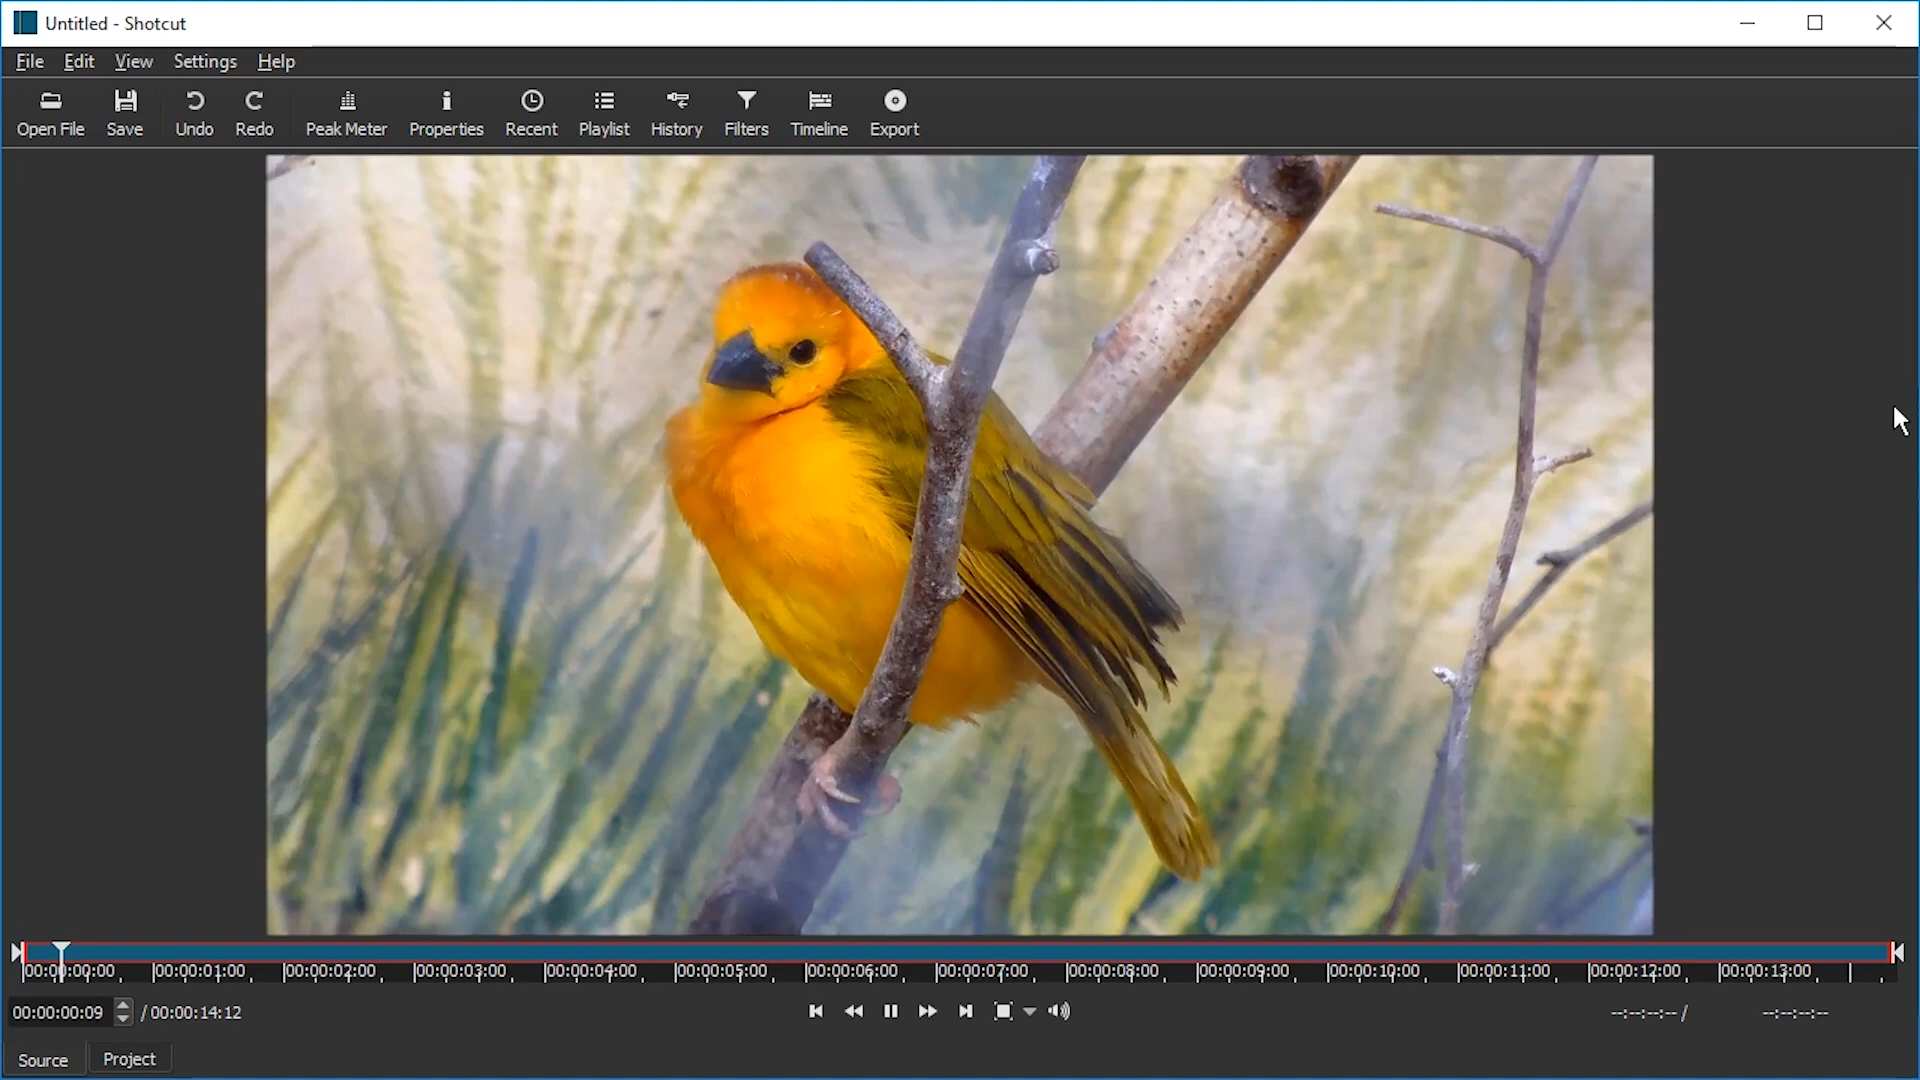 Untitled - Shotcut
File Edit View Settings Help
Open File Save Undo Redo Peak Meter Properties Recent Playlist History Filters Timeline Export
00:00:00:00 00:00:01:00 00:00:02:00 00:00:03:00 00:00:04:00 00:00:05:00 00:00:06:00 00:00:07:00 00:00:08:00 00:00:09:00 00:00:10:00 00:00:11:00 00:00:12:00 00:00:13:00
00:00:00:09 / 00:00:14:12 --:--:--:-- / --:--:--:--
Source Project